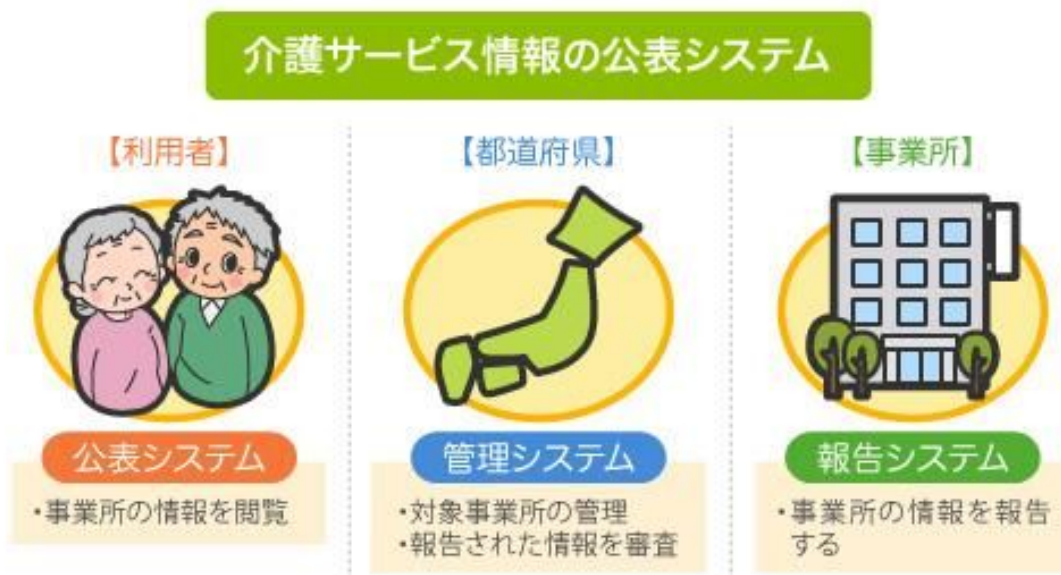 介護サービス情報の公表システム
【利用者】
公表システム
・事業所の情報を閲覧
【都道府県】
管理システム
・対象事業所の管理
・報告された情報を審査
【事業所】
報告システム
・事業所の情報を報告
する